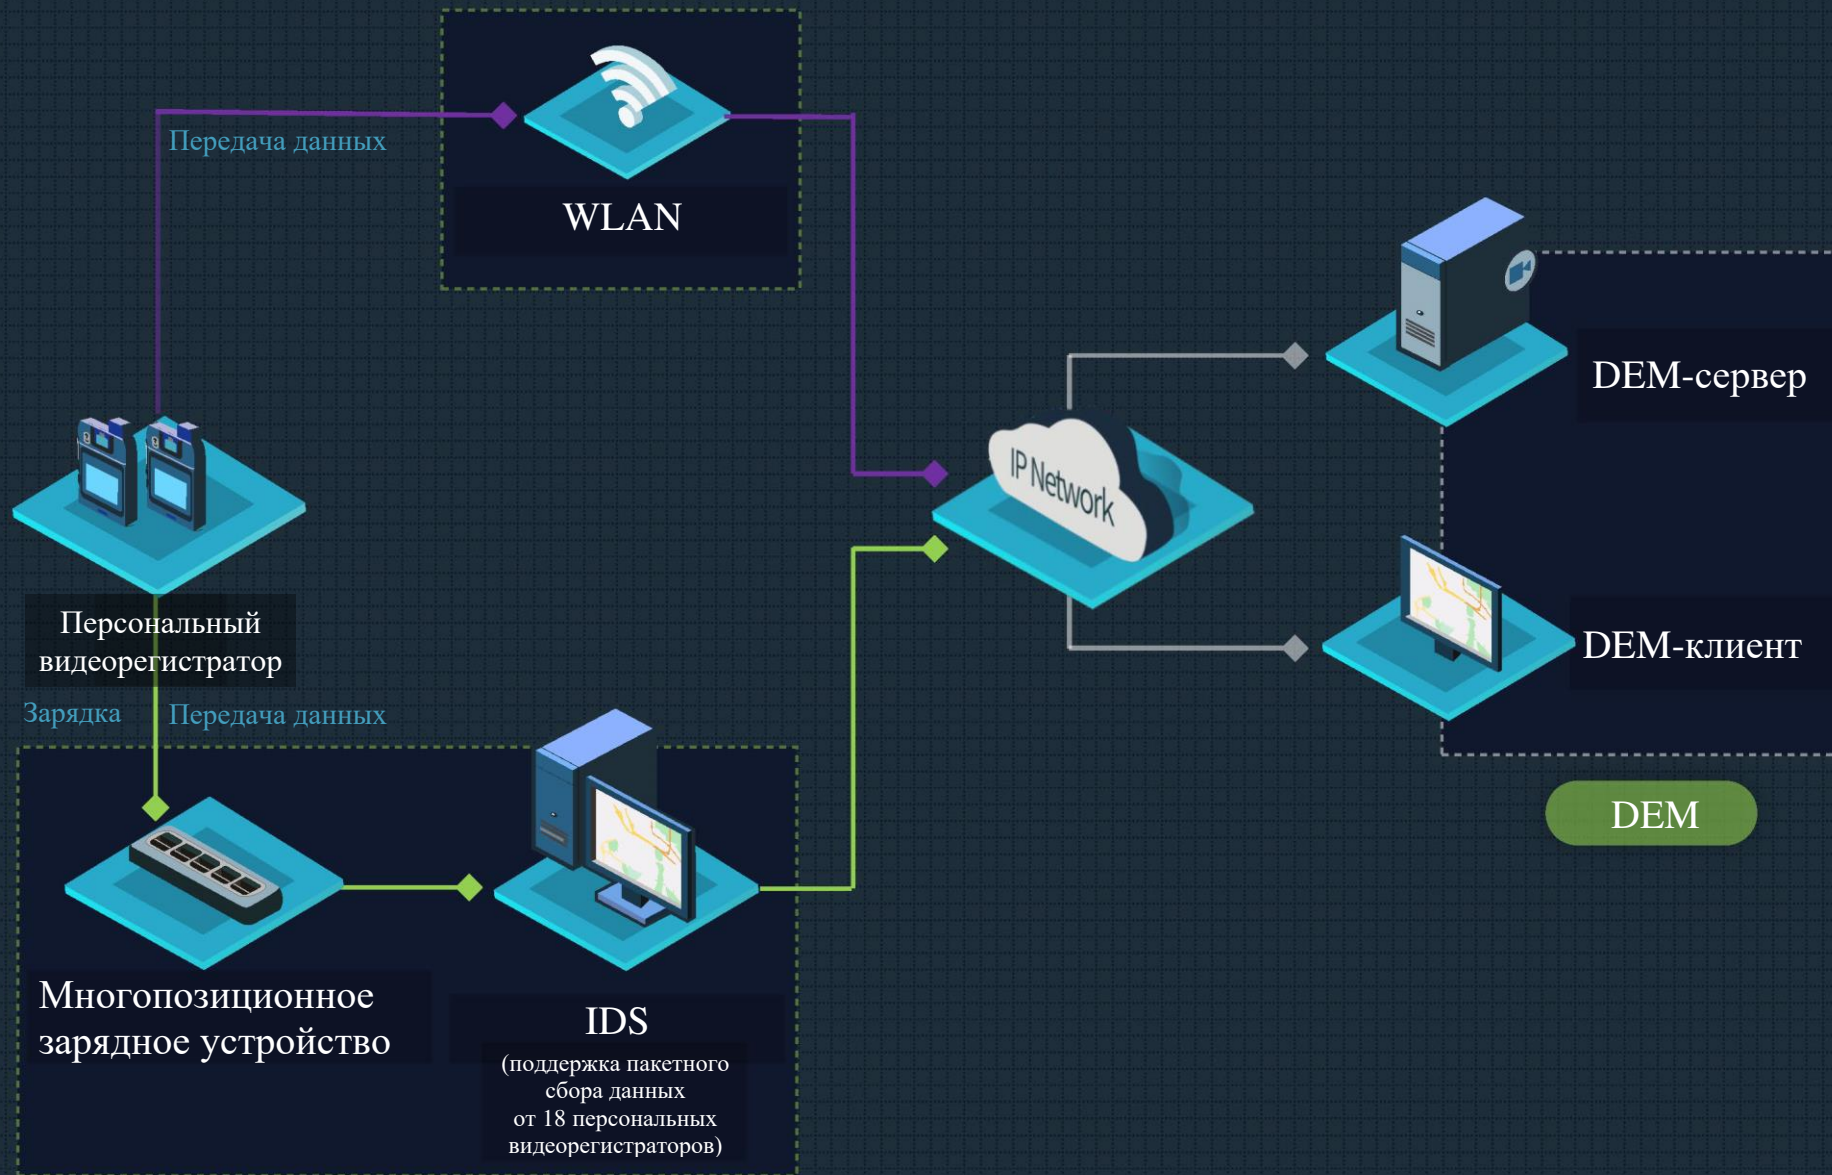 Передача данных
WLAN
DEM-сервер
IP Network
Персональный
видеорегистратор
DEM-клиент
Зарядка
Передача данных
DEM
Многопозиционное
зарядное устройство
IDS
(поддержка пакетного
сбора данных
от 18 персональных
видеорегистраторов)